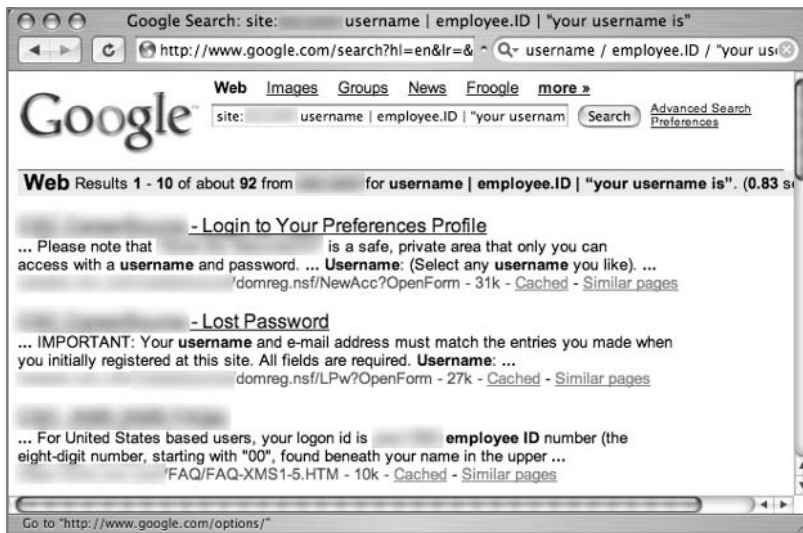 Google Search: site: username | employee.ID | "your username is"
http://www.google.com/search?hl=en&lr=& username / employee.ID / "your usi
Web Images Groups News Froogle more »
Google
site: username | employee.ID | "your usernam Search Advanced Search
Preferences
Web Results 1 - 10 of about 92 from for username | employee.ID | "your username is". (0.83 se
- Login to Your Preferences Profile
... Please note that is a safe, private area that only you can
access with a username and password. ... Username: (Select any username you like). ...
/domreg.nsf/NewAcc?OpenForm - 31k - Cached - Similar pages
- Lost Password
... IMPORTANT: Your username and e-mail address must match the entries you made when
you initially registered at this site. All fields are required. Username: ...
/domreg.nsf/LPw?OpenForm - 27k - Cached - Similar pages
... For United States based users, your logon id is employee ID number (the
eight-digit number, starting with "00", found beneath your name in the upper ...
/FAQ/FAQ-XMS1-5.HTM - 10k - Cached - Similar pages
Go to "http://www.google.com/options/"